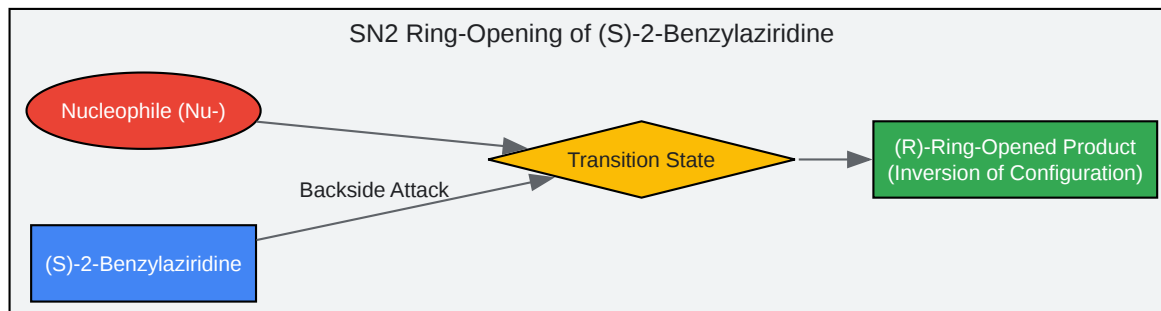 SN2 Ring-Opening of (S)-2-Benzylaziridine
Nucleophile (Nu-)
Transition State
(R)-Ring-Opened Product
(Inversion of Configuration)
Backside Attack
(S)-2-Benzylaziridine